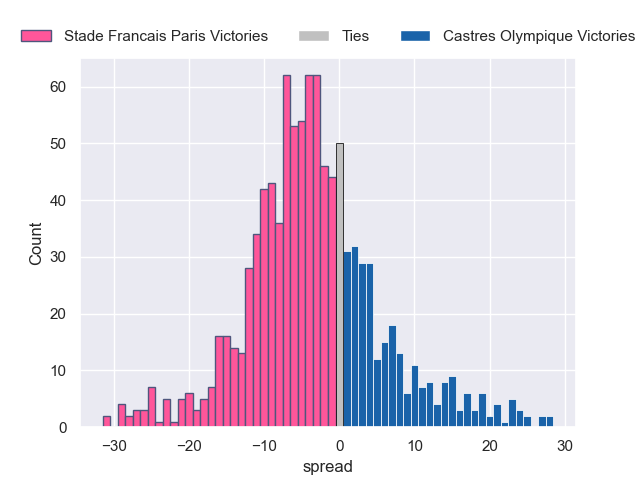 Stade Francais Paris Victories Ties Castres Olympique Victories
60
50
40
30
20
10
0
Count
−30 −20 −10 0 10 20 30
spread